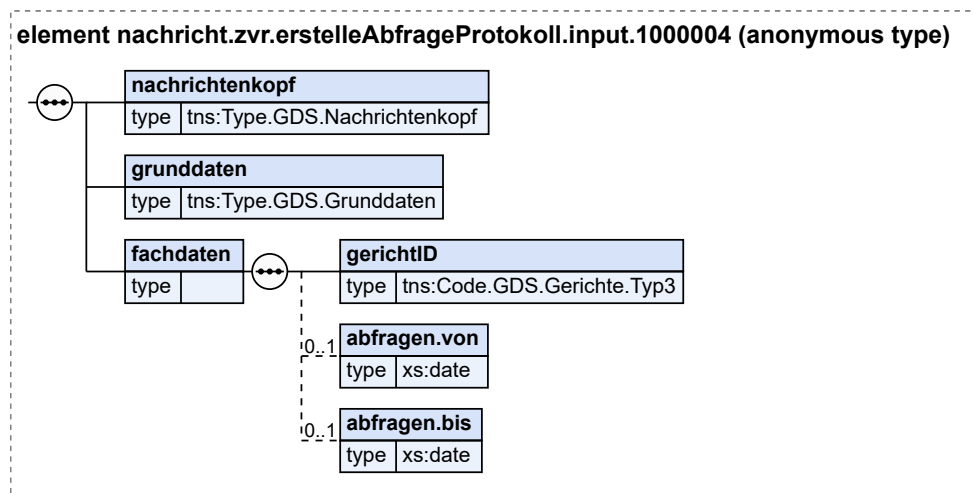 element nachricht.zvr.erstelleAbfrageProtokoll.input.1000004 (anonymous type)
nachrichtenkopf
type tns:Type.GDS.Nachrichtenkopf
grunddaten
type tns:Type.GDS.Grunddaten
fachdaten
type
gerichtID
type tns:Code.GDS.Gerichte.Typ3
0..1
abfragen.von
type xs:date
0..1
abfragen.bis
type xs:date